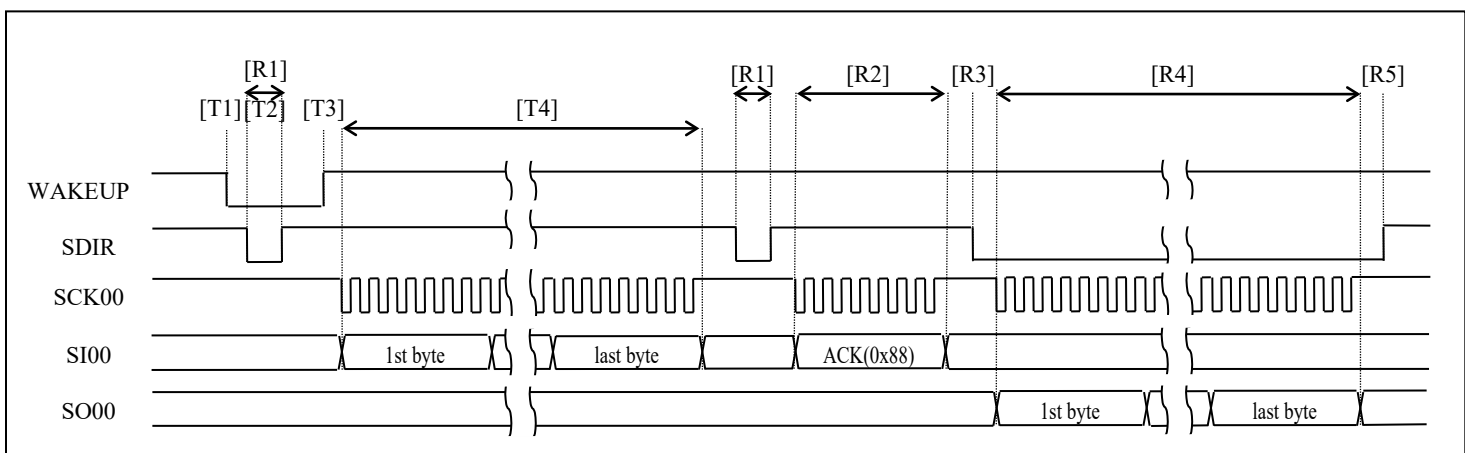 [R1] [R1] [R2] [R3] [R4] [R5]
[T1] [T2] [T3] [T4]
WAKEUP
SDIR
SCK00
SI00 1st byte last byte ACK(0x88)
SO00 1st byte last byte